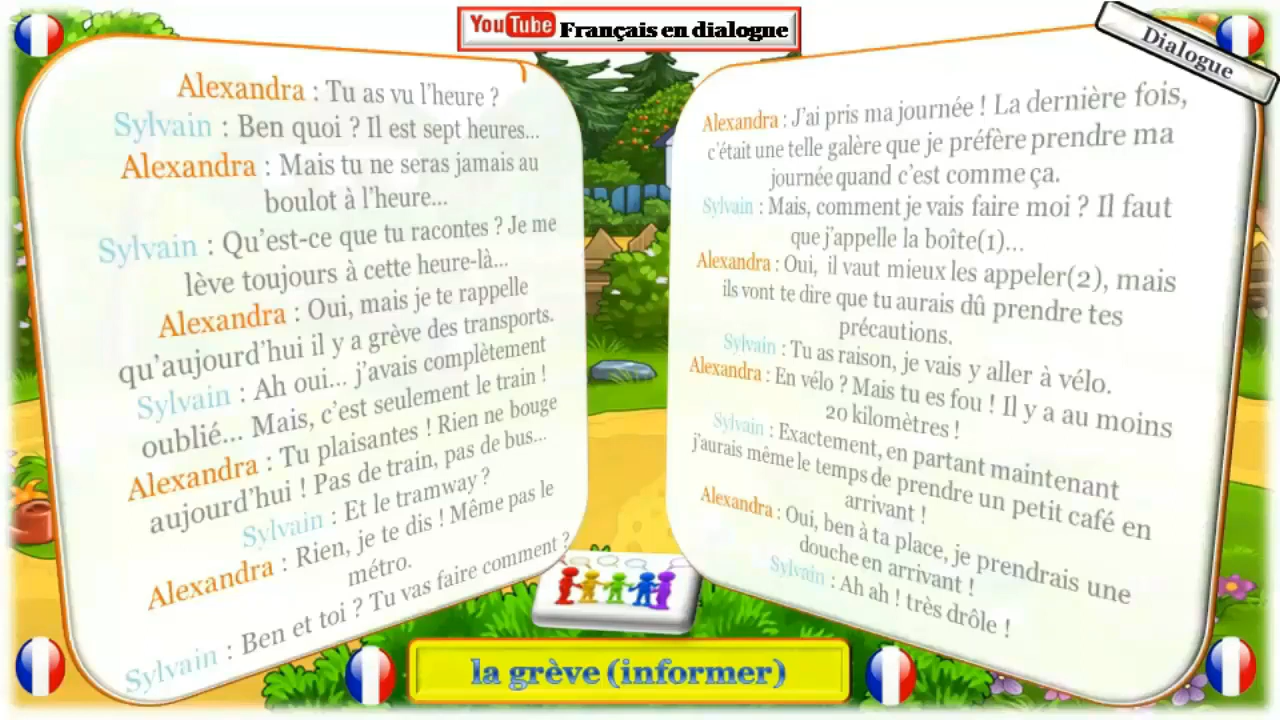 YouTube Français en dialogue
Dialogue
Alexandra : Tu as vu l'heure ?
Sylvain : Ben quoi ? Il est sept heures...
Alexandra : Mais tu ne seras jamais au
boulot à l'heure...
Sylvain : Qu'est-ce que tu racontes ? Je me
lève toujours à cette heure-là...
Alexandra : Oui, mais je te rappelle
qu'aujourd'hui il y a grève des transports.
Sylvain : Ah oui... j'avais complètement
oublié... Mais, c'est seulement le train !
Alexandra : Tu plaisantes ! Rien ne bouge
aujourd'hui ! Pas de train, pas de bus...
Sylvain : Et le tramway ?
Alexandra : Rien, je te dis ! Même pas le
métro.
Sylvain : Ben et toi ? Tu vas faire comment ?
Alexandra : J'ai pris ma journée ! La dernière fois,
c'était une telle galère que je préfère prendre ma
journée quand c'est comme ça.
Sylvain : Mais, comment je vais faire moi ? Il faut
que j'appelle la boîte(1)...
Alexandra : Oui, il vaut mieux les appeler(2), mais
ils vont te dire que tu aurais dû prendre tes
précautions.
Sylvain : Tu as raison, je vais y aller à vélo.
Alexandra : En vélo ? Mais tu es fou ! Il y a au moins
20 kilomètres !
Sylvain : Exactement, en partant maintenant
j'aurais même le temps de prendre un petit café en
arrivant !
Alexandra : Oui, ben à ta place, je prendrais une
douche en arrivant !
Sylvain : Ah ah ! très drôle !
la grève (informer)